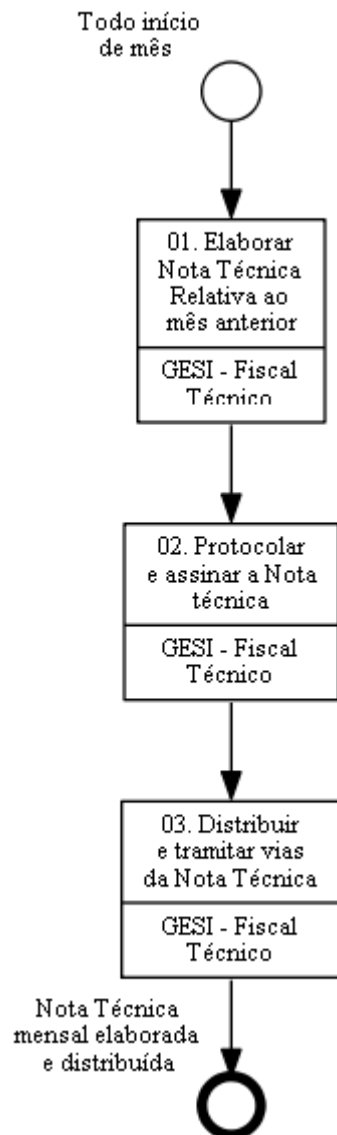 Todo início
de mês
01. Elaborar
Nota Técnica
Relativa ao
mês anterior
GESI - Fiscal
Técnico
02. Protocolar
e assinar a Nota
técnica
GESI - Fiscal
Técnico
03. Distribuir
e tramitar vias
da Nota Técnica
GESI - Fiscal
Técnico
Nota Técnica
mensal elaborada
e distribuída